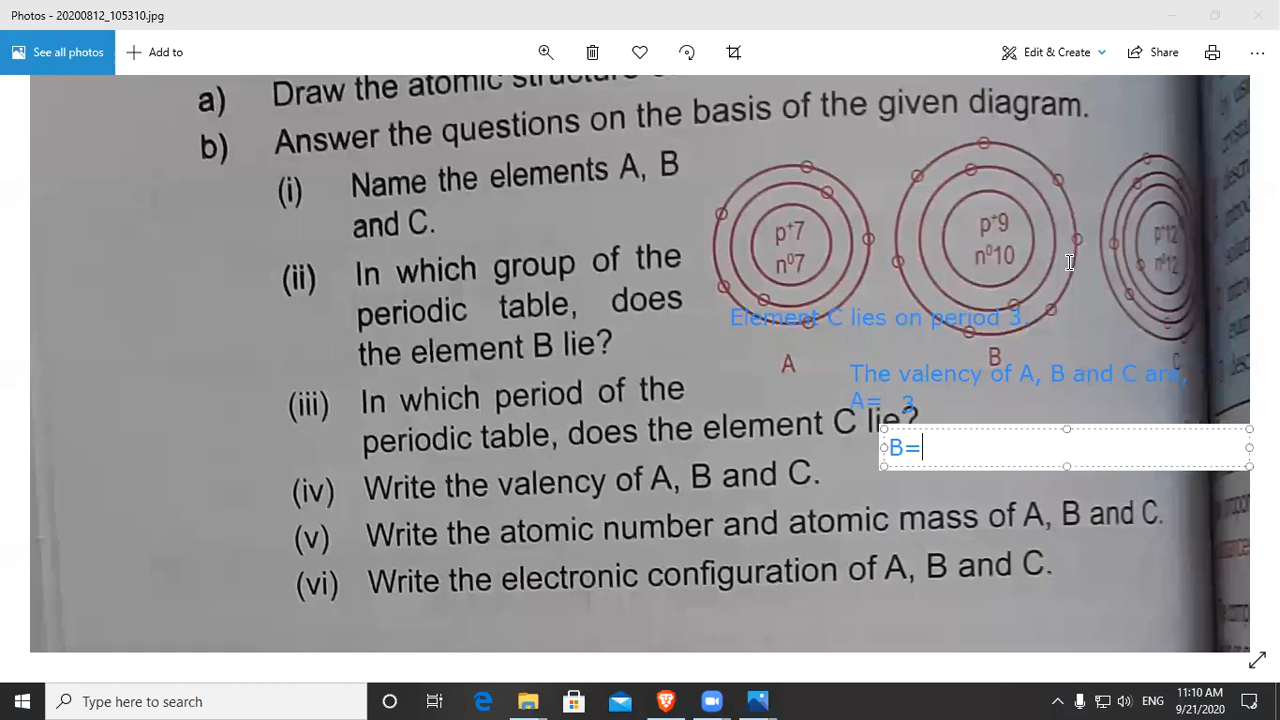 Photos - 20200812_105310.jpg
See all photos
Add to
Edit & Create
Share
a) Draw the atomic structure
b) Answer the questions on the basis of the given diagram.
(i) Name the elements A, B
and C.
(ii) In which group of the
periodic table, does
the element B lie?
(iii) In which period of the
periodic table, does the element C lie?
(iv) Write the valency of A, B and C.
(v) Write the atomic number and atomic mass of A, B and C.
(vi) Write the electronic configuration of A, B and C.
p⁺7
n⁰7
A
p⁺9
n⁰10
B
p⁺12
n⁰12
C
Element C lies on period 3.
The valency of A, B and C are,
A= 3
B=
Type here to search
ENG
11:10 AM
9/21/2020